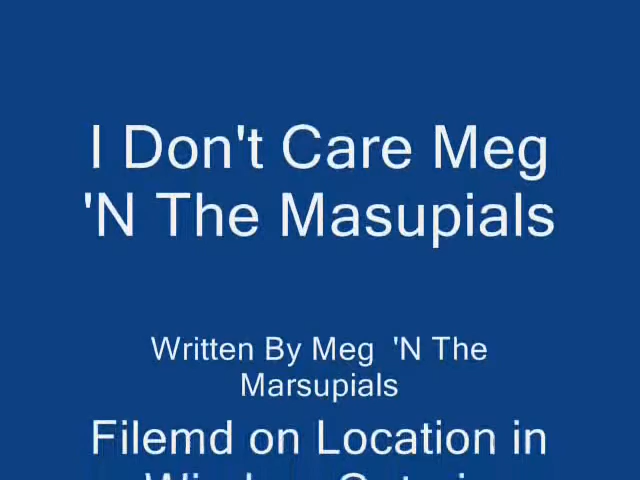 I Don't Care Meg
'N The Masupials
Written By Meg  'N The
Marsupials
Filemd on Location in